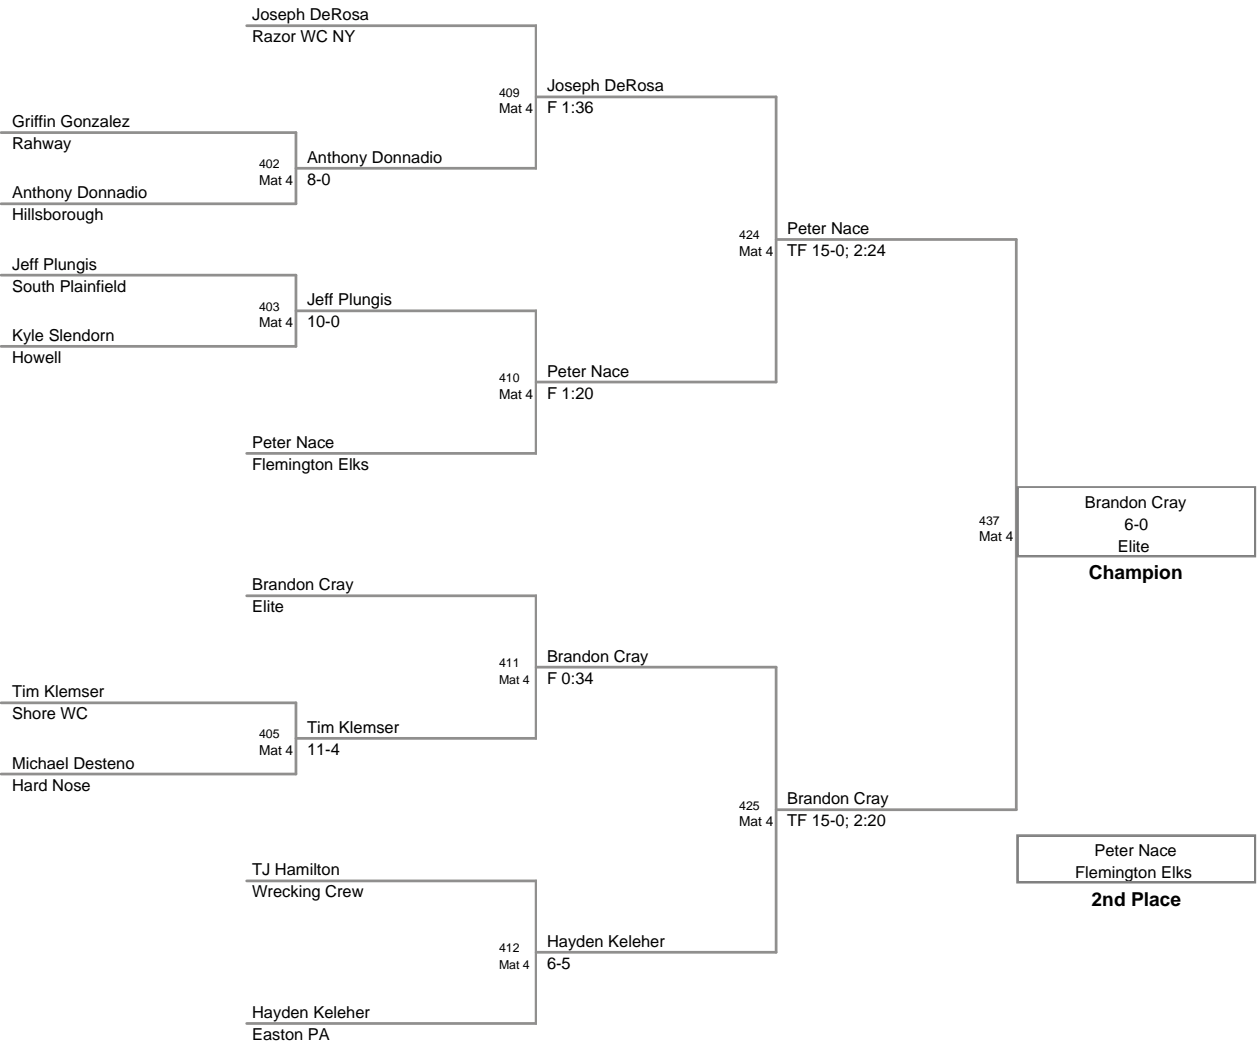 Joseph DeRosa
Razor WC NY
409
Mat 4
Joseph DeRosa
F 1:36
Griffin Gonzalez
Rahway
402
Mat 4
Anthony Donnadio
8-0
Anthony Donnadio
Hillsborough
424
Mat 4
Peter Nace
TF 15-0; 2:24
Jeff Plungis
South Plainfield
403
Mat 4
Jeff Plungis
10-0
Kyle Slendorn
Howell
410
Mat 4
Peter Nace
F 1:20
Peter Nace
Flemington Elks
437
Mat 4
Brandon Cray
6-0
Elite
Champion
Brandon Cray
Elite
411
Mat 4
Brandon Cray
F 0:34
Tim Klemser
Shore WC
405
Mat 4
Tim Klemser
11-4
Michael Desteno
Hard Nose
425
Mat 4
Brandon Cray
TF 15-0; 2:20
TJ Hamilton
Wrecking Crew
Peter Nace
Flemington Elks
2nd Place
412
Mat 4
Hayden Keleher
6-5
Hayden Keleher
Easton PA